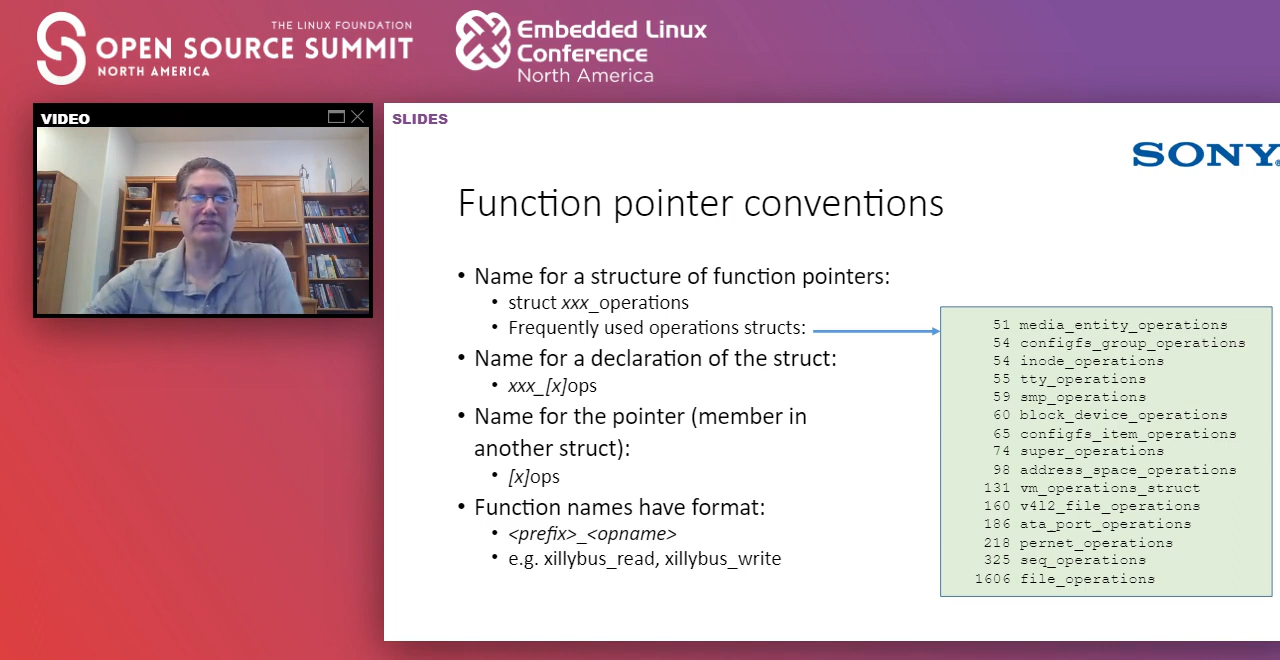 THE LINUX FOUNDATION
OPEN SOURCE SUMMIT
NORTH AMERICA
Embedded Linux
Conference
North America
VIDEO
SLIDES
SONY
Function pointer conventions
• Name for a structure of function pointers:
• struct xxx_operations
• Frequently used operations structs:
• Name for a declaration of the struct:
• xxx_[x]ops
• Name for the pointer (member in
another struct):
• [x]ops
• Function names have format:
• <prefix>_<opname>
• e.g. xillybus_read, xillybus_write
51 media_entity_operations
54 configfs_group_operations
54 inode_operations
55 tty_operations
59 smp_operations
60 block_device_operations
65 configfs_item_operations
74 super_operations
98 address_space_operations
131 vm_operations_struct
160 v4l2_file_operations
186 ata_port_operations
218 pernet_operations
325 seq_operations
1606 file_operations